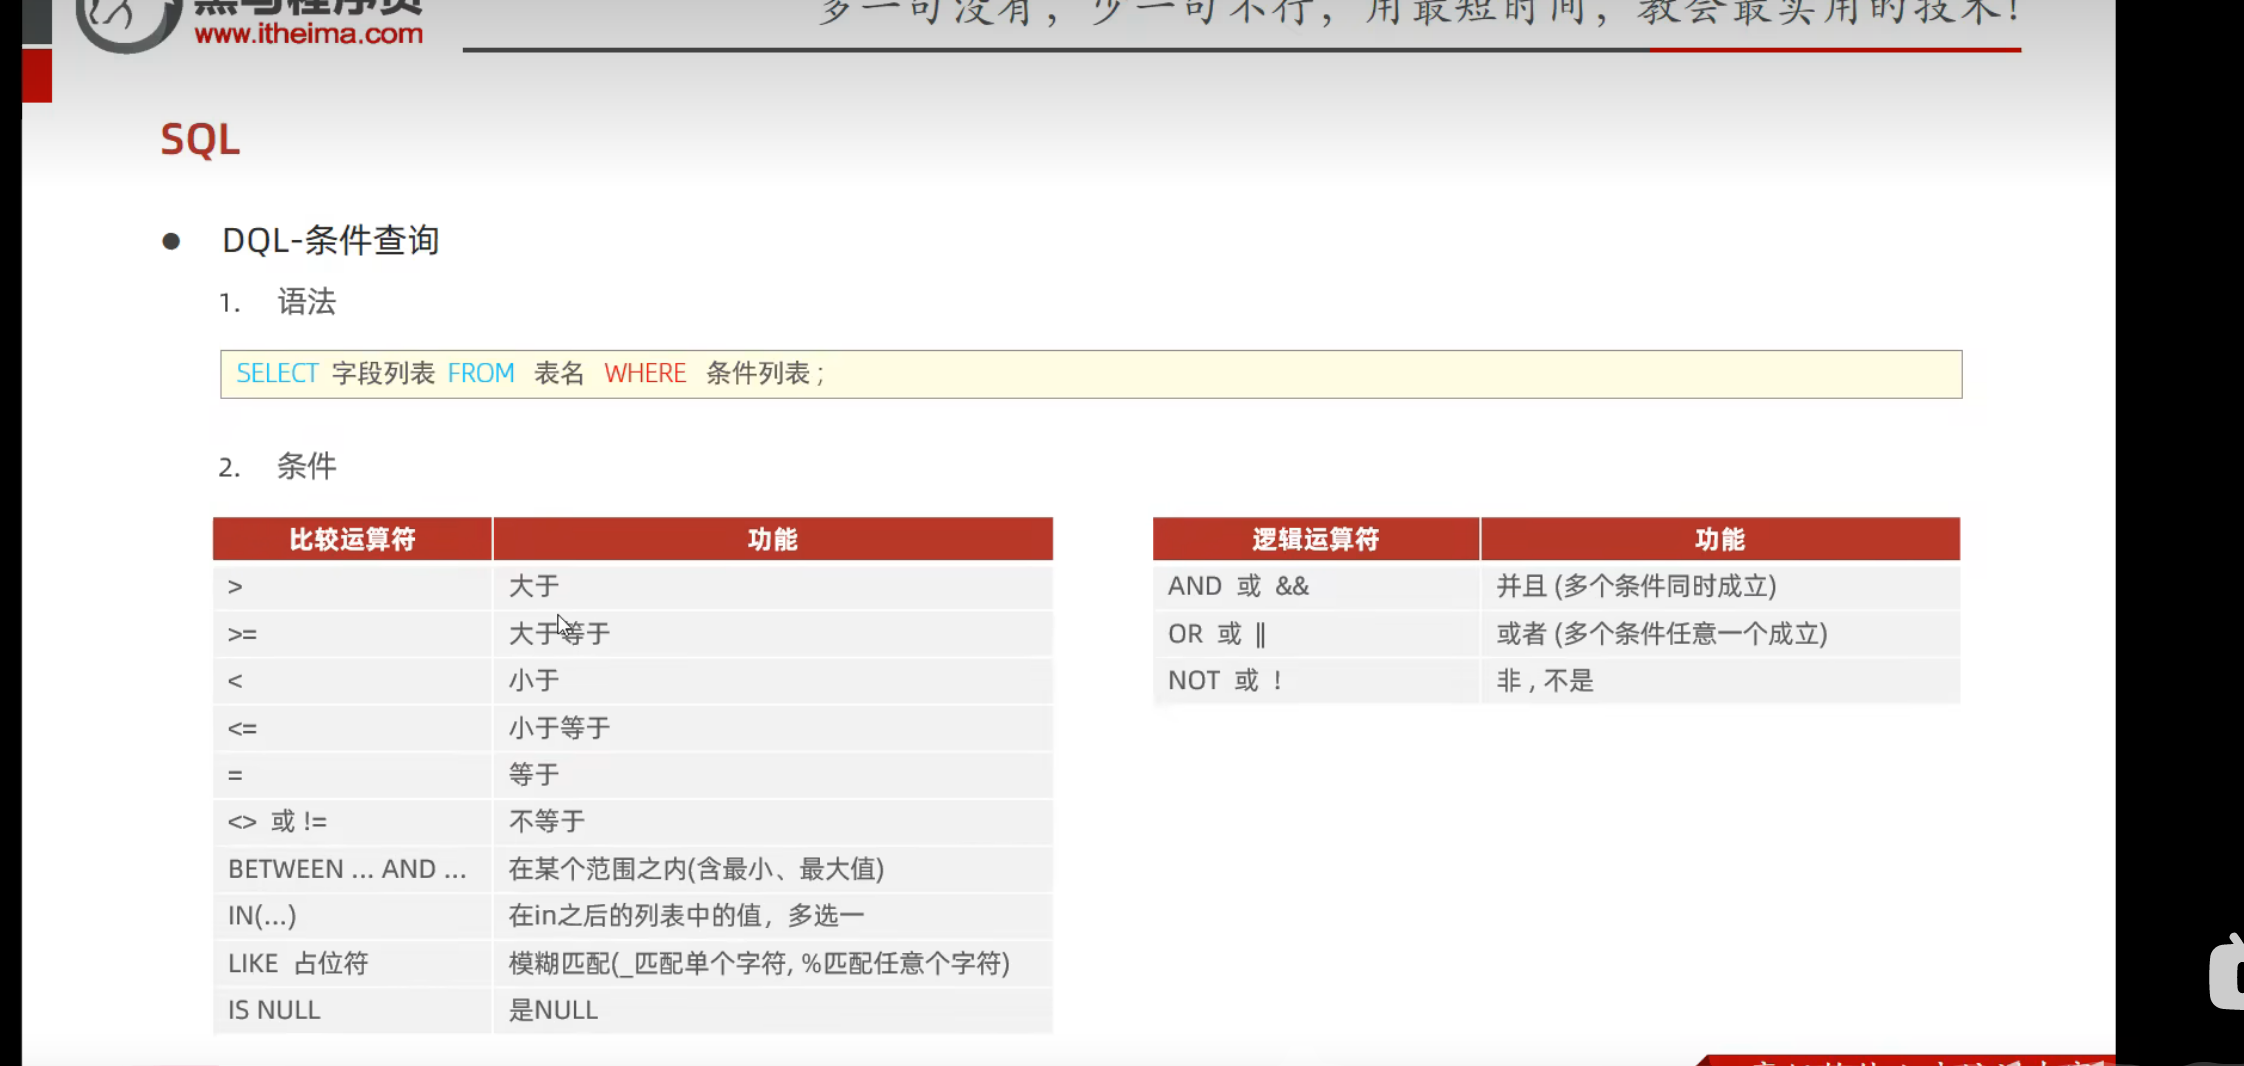 黑马程序员
www.itheima.com
多一句没有，少一句不行，用最短时间，教会最实用的技术！
SQL
● DQL-条件查询
1. 语法
SELECT 字段列表 FROM 表名 WHERE 条件列表 ;
2. 条件
比较运算符 功能
> 大于
>= 大于等于
< 小于
<= 小于等于
= 等于
<> 或 != 不等于
BETWEEN ... AND ... 在某个范围之内(含最小、最大值)
IN(...) 在in之后的列表中的值，多选一
LIKE 占位符 模糊匹配(_匹配单个字符, %匹配任意个字符)
IS NULL 是NULL
逻辑运算符 功能
AND 或 && 并且 (多个条件同时成立)
OR 或 || 或者 (多个条件任意一个成立)
NOT 或 ! 非 , 不是